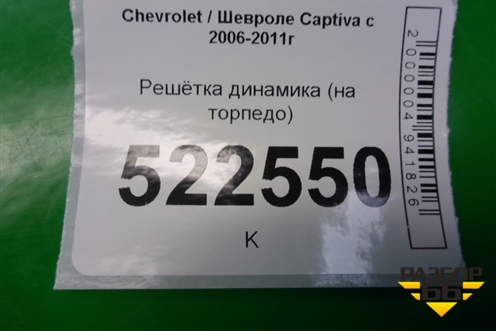 Chevrolet / Шевроле Captiva с
2006-2011г
Решётка динамика (на
торпедо)
522550
К
2000004941826
РАЗБОР
66